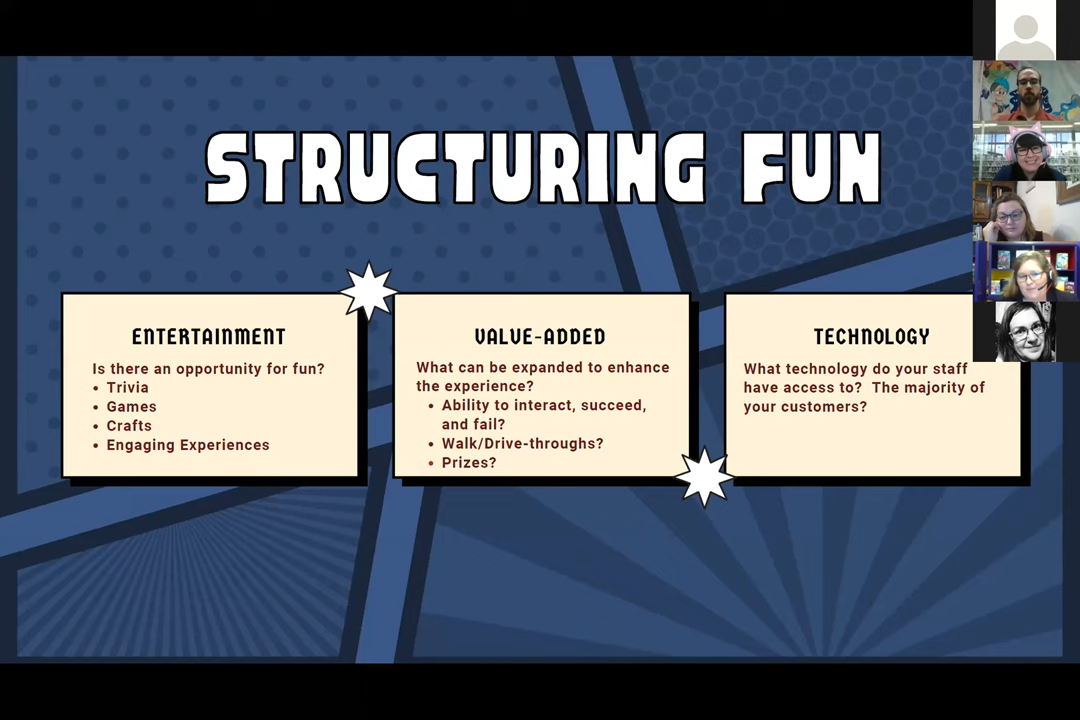 STRUCTURING FUN
ENTERTAINMENT
Is there an opportunity for fun?
• Trivia
• Games
• Crafts
• Engaging Experiences
VALUE-ADDED
What can be expanded to enhance
the experience?
• Ability to interact, succeed,
and fail?
• Walk/Drive-throughs?
• Prizes?
TECHNOLOGY
What technology do your staff
have access to? The majority of
your customers?